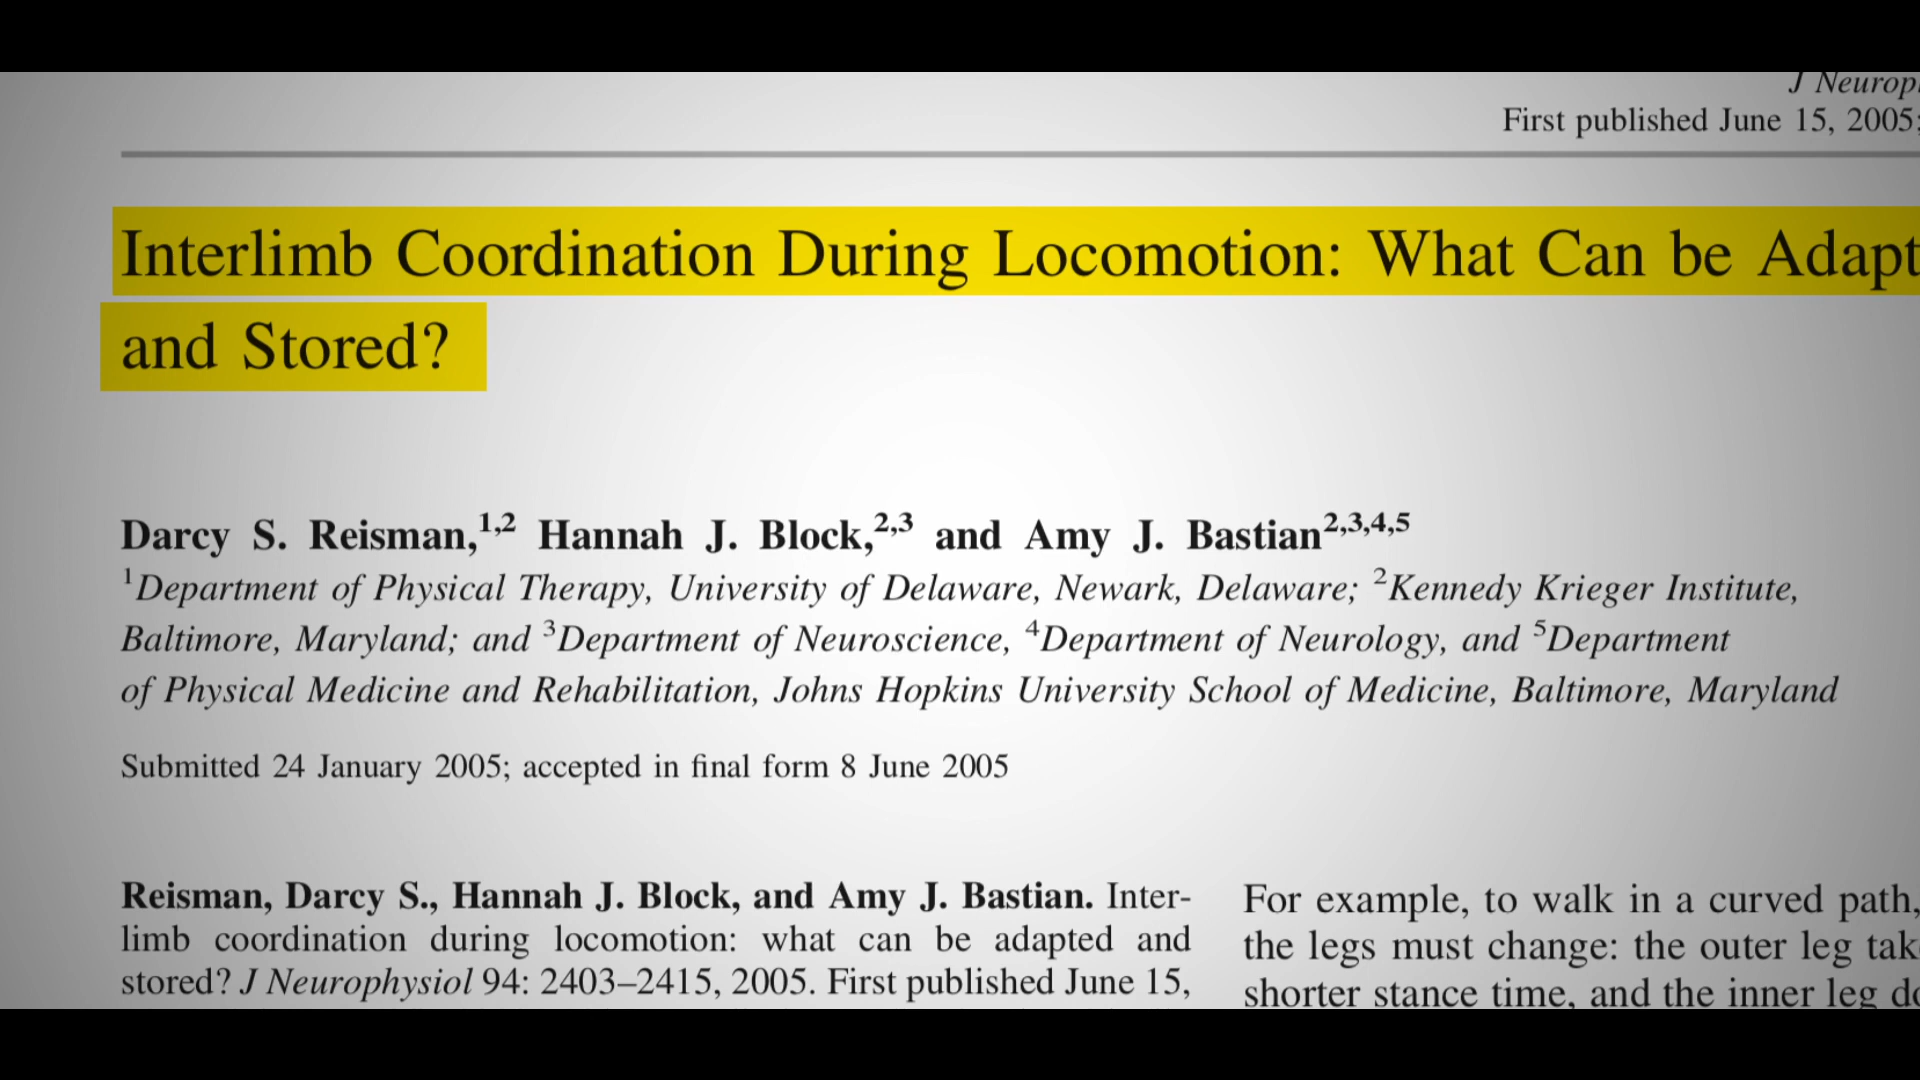 J Neurop
First published June 15, 2005;
Interlimb Coordination During Locomotion: What Can be Adapt
and Stored?
Darcy S. Reisman,1,2 Hannah J. Block,2,3 and Amy J. Bastian2,3,4,5
1Department of Physical Therapy, University of Delaware, Newark, Delaware; 2Kennedy Krieger Institute,
Baltimore, Maryland; and 3Department of Neuroscience, 4Department of Neurology, and 5Department
of Physical Medicine and Rehabilitation, Johns Hopkins University School of Medicine, Baltimore, Maryland
Submitted 24 January 2005; accepted in final form 8 June 2005
Reisman, Darcy S., Hannah J. Block, and Amy J. Bastian. Inter-
limb coordination during locomotion: what can be adapted and
stored? J Neurophysiol 94: 2403–2415, 2005. First published June 15,
For example, to walk in a curved path,
the legs must change: the outer leg tak
shorter stance time, and the inner leg do